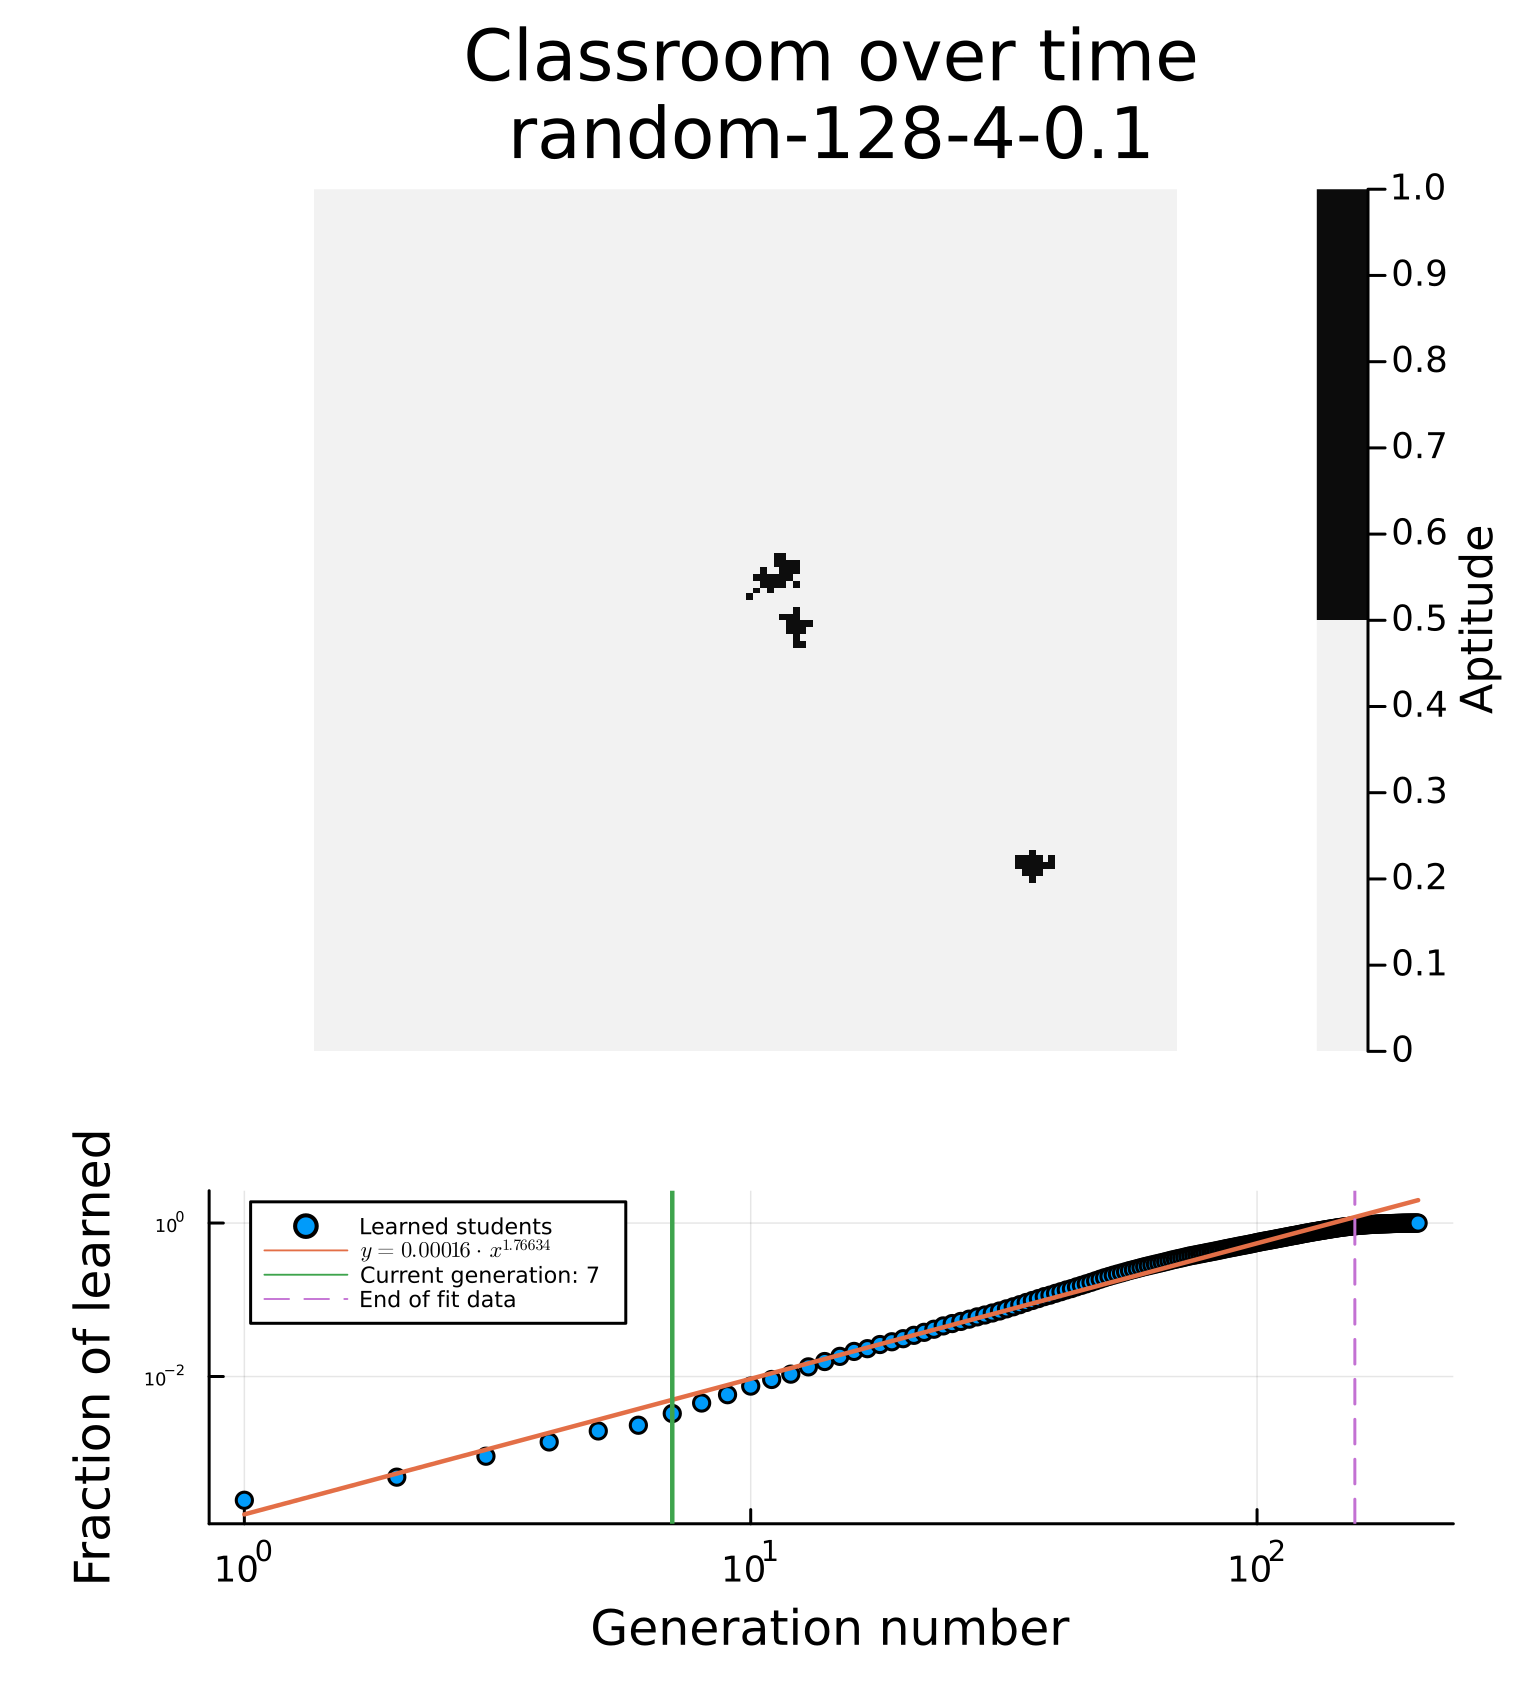 Classroom over time
random-128-4-0.1
1.0
0.9
0.8
0.7
0.6
0.5
0.4
0.3
0.2
0.1
0
Aptitude
Fraction of learned
10^0
10^-2
Learned students
y = 0.00016 · x^1.76634
Current generation: 7
End of fit data
10^0
10^1
10^2
Generation number